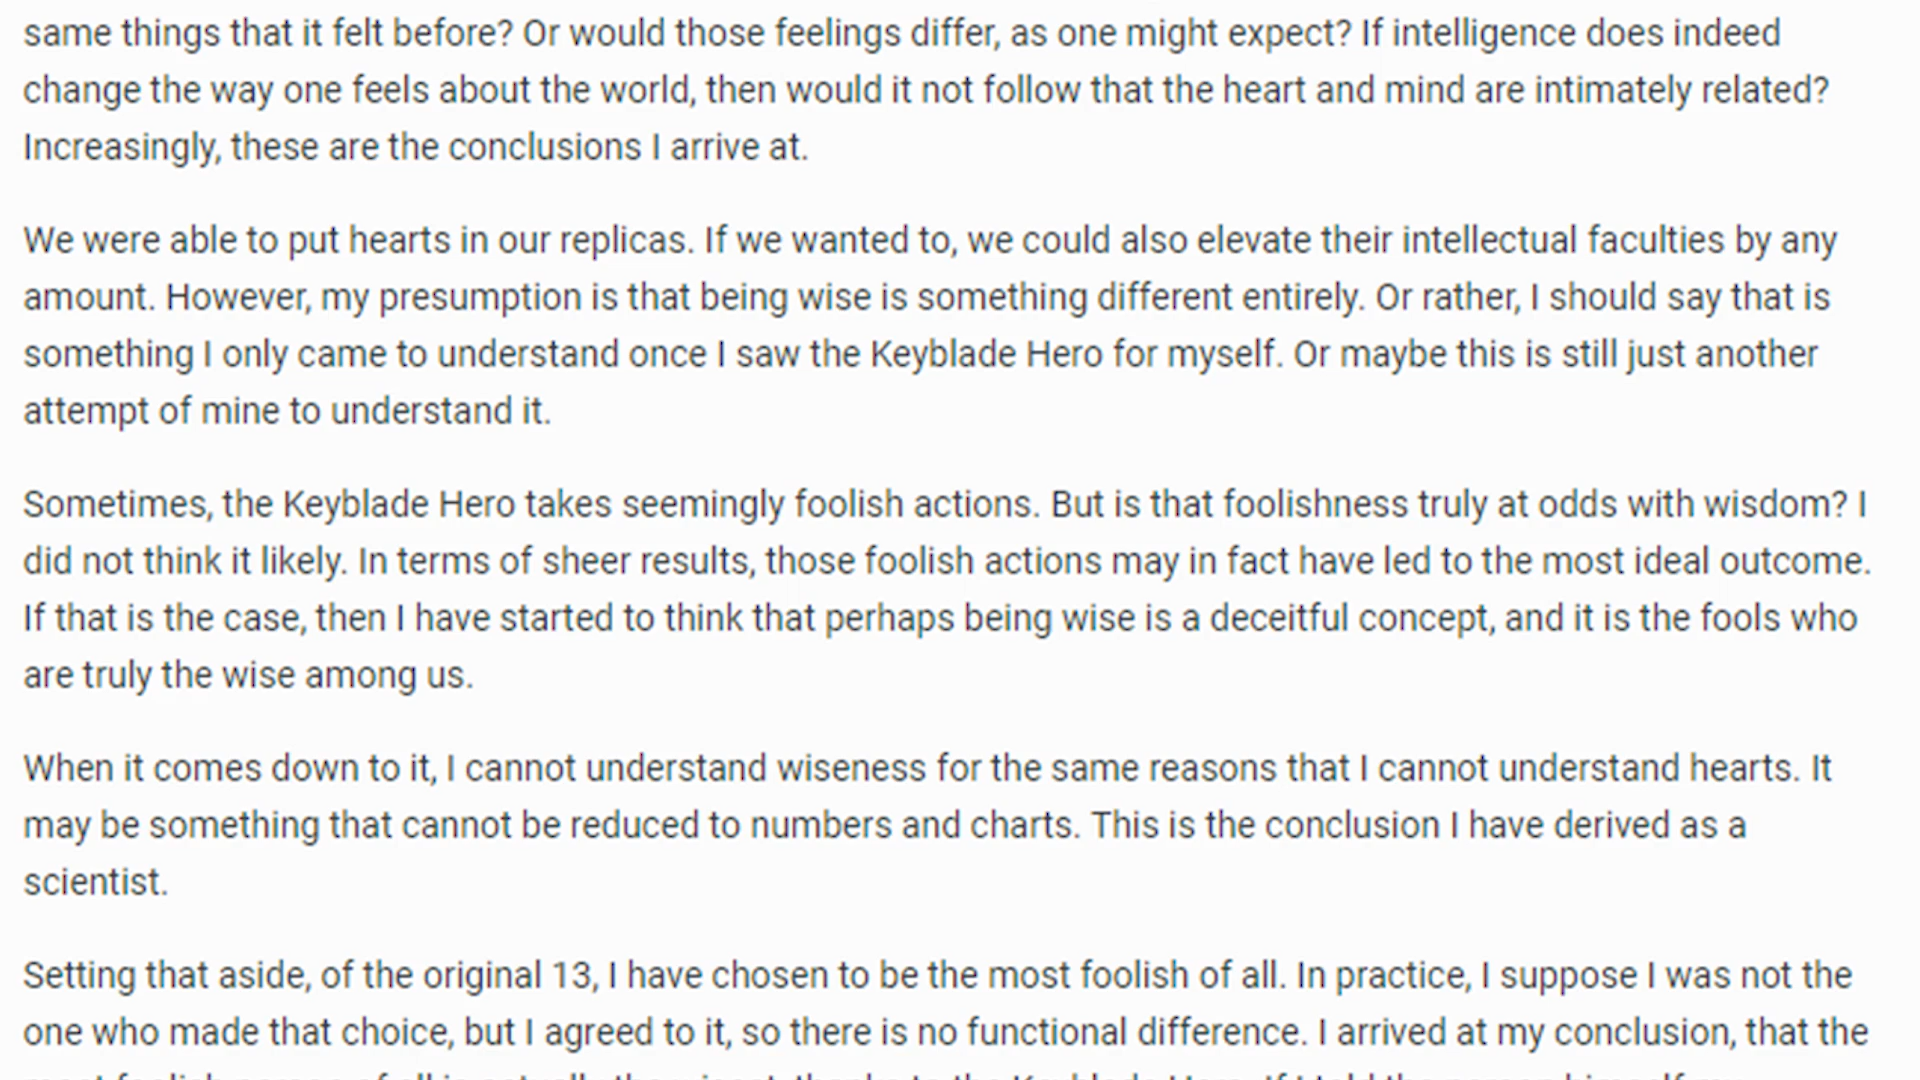 same things that it felt before? Or would those feelings differ, as one might expect? If intelligence does indeed
change the way one feels about the world, then would it not follow that the heart and mind are intimately related?
Increasingly, these are the conclusions I arrive at.
We were able to put hearts in our replicas. If we wanted to, we could also elevate their intellectual faculties by any
amount. However, my presumption is that being wise is something different entirely. Or rather, I should say that is
something I only came to understand once I saw the Keyblade Hero for myself. Or maybe this is still just another
attempt of mine to understand it.
Sometimes, the Keyblade Hero takes seemingly foolish actions. But is that foolishness truly at odds with wisdom? I
did not think it likely. In terms of sheer results, those foolish actions may in fact have led to the most ideal outcome.
If that is the case, then I have started to think that perhaps being wise is a deceitful concept, and it is the fools who
are truly the wise among us.
When it comes down to it, I cannot understand wiseness for the same reasons that I cannot understand hearts. It
may be something that cannot be reduced to numbers and charts. This is the conclusion I have derived as a
scientist.
Setting that aside, of the original 13, I have chosen to be the most foolish of all. In practice, I suppose I was not the
one who made that choice, but I agreed to it, so there is no functional difference. I arrived at my conclusion, that the